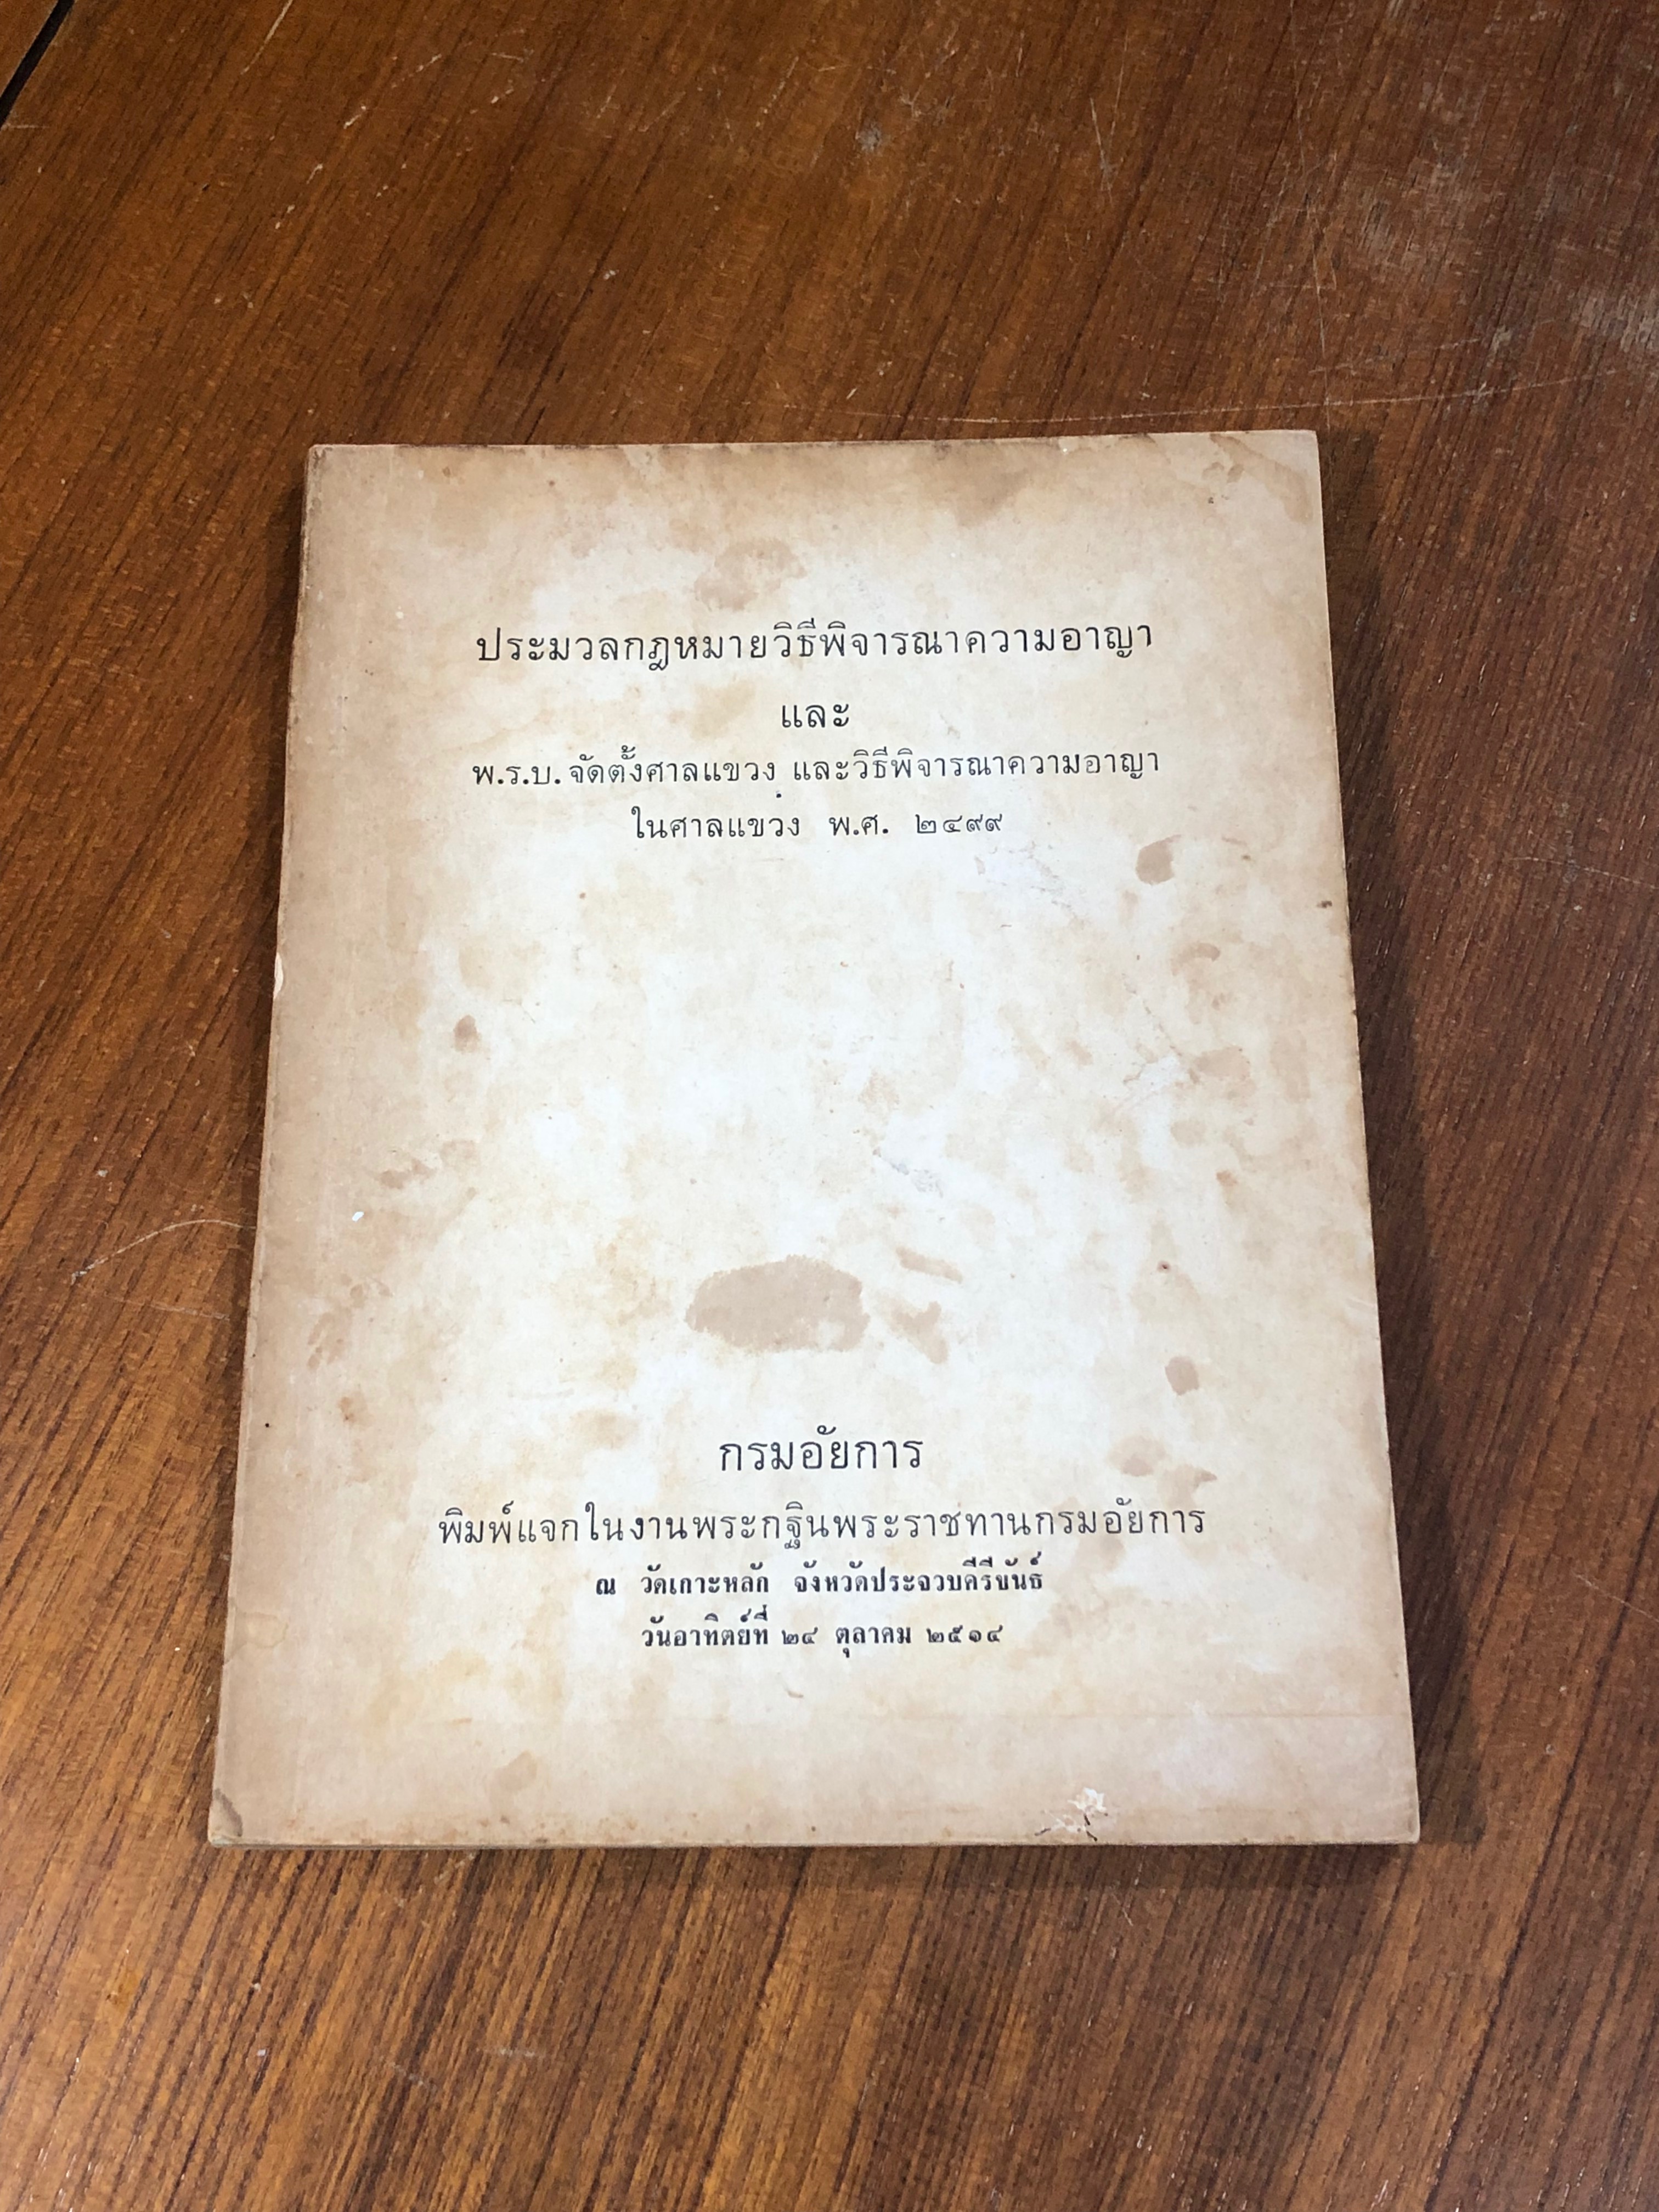 ประมวลกฎหมายวิธีพิจารณาความอาญา
และ
พ.ร.บ. จัดตั้งศาลแขวง และวิธีพิจารณาความอาญา
ในศาลแขวง พ.ศ. ๒๔๙๙
กรมอัยการ
พิมพ์แจกในงานพระกฐินพระราชทานกรมอัยการ
ณ วัดเกาะหลัก จังหวัดประจวบคีรีขันธ์
วันอาทิตย์ที่ ๒๔ ตุลาคม ๒๕๑๔